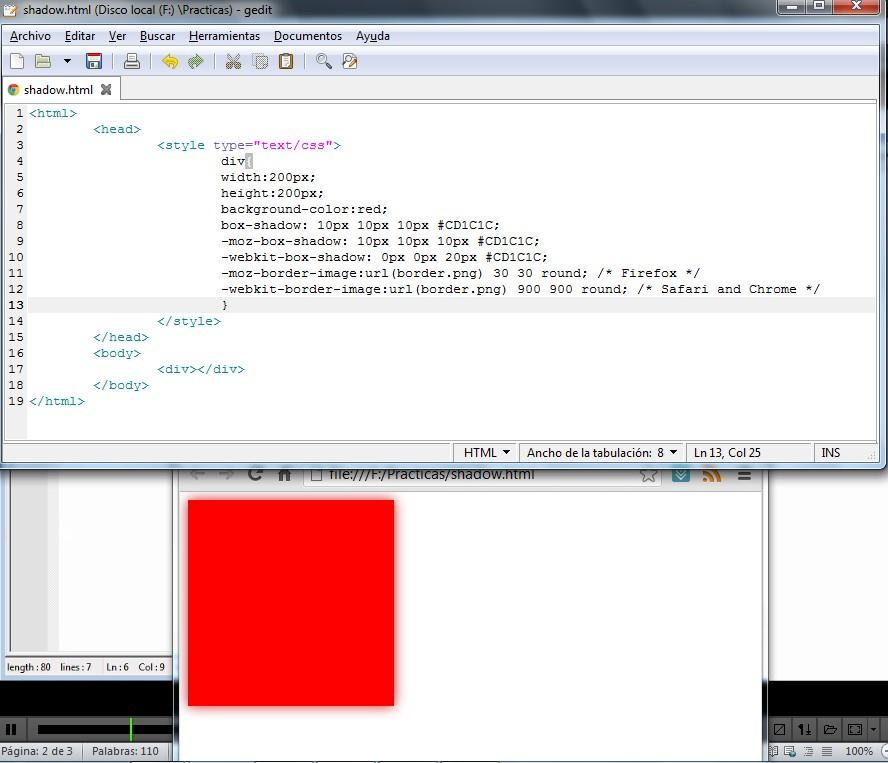 shadow.html (Disco local (F:) \Practicas) - gedit
Archivo Editar Ver Buscar Herramientas Documentos Ayuda
shadow.html
1 <html>
2 <head>
3 <style type="text/css">
4 div{
5 width:200px;
6 height:200px;
7 background-color:red;
8 box-shadow: 10px 10px 10px #CD1C1C;
9 -moz-box-shadow: 10px 10px 10px #CD1C1C;
10 -webkit-box-shadow: 0px 0px 20px #CD1C1C;
11 -moz-border-image:url(border.png) 30 30 round; /* Firefox */
12 -webkit-border-image:url(border.png) 900 900 round; /* Safari and Chrome */
13 }
14 </style>
15 </head>
16 <body>
17 <div></div>
18 </body>
19 </html>
HTML Ancho de la tabulación: 8 Ln 13, Col 25 INS
file:///F:/Practicas/shadow.html
length:80 lines:7 Ln:6 Col:9
Página: 2 de 3 Palabras: 110 100%